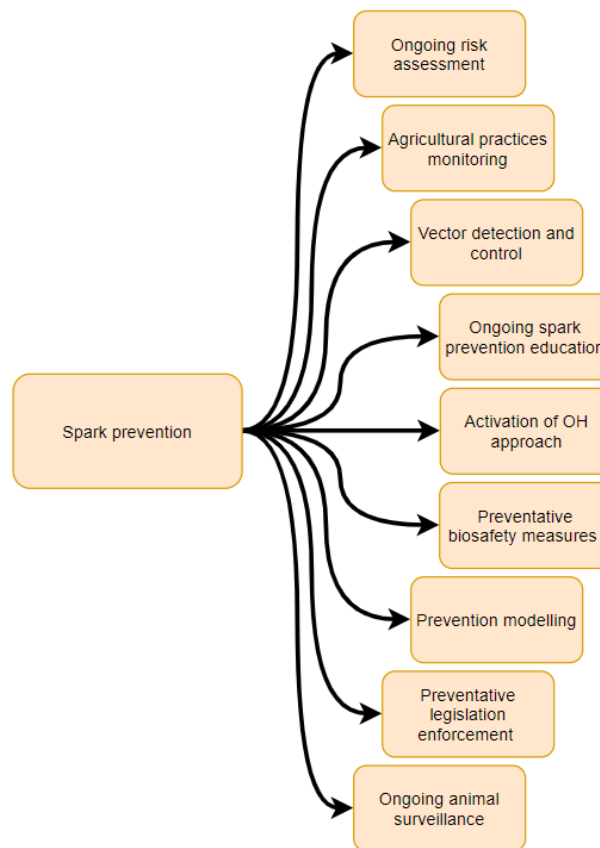 Ongoing risk
assessment
Agricultural practices
monitoring
Vector detection and
control
Ongoing spark
prevention education
Spark prevention
Activation of OH
approach
Preventative
biosafety measures
Prevention modelling
Preventative
legislation
enforcement
Ongoing animal
surveillance